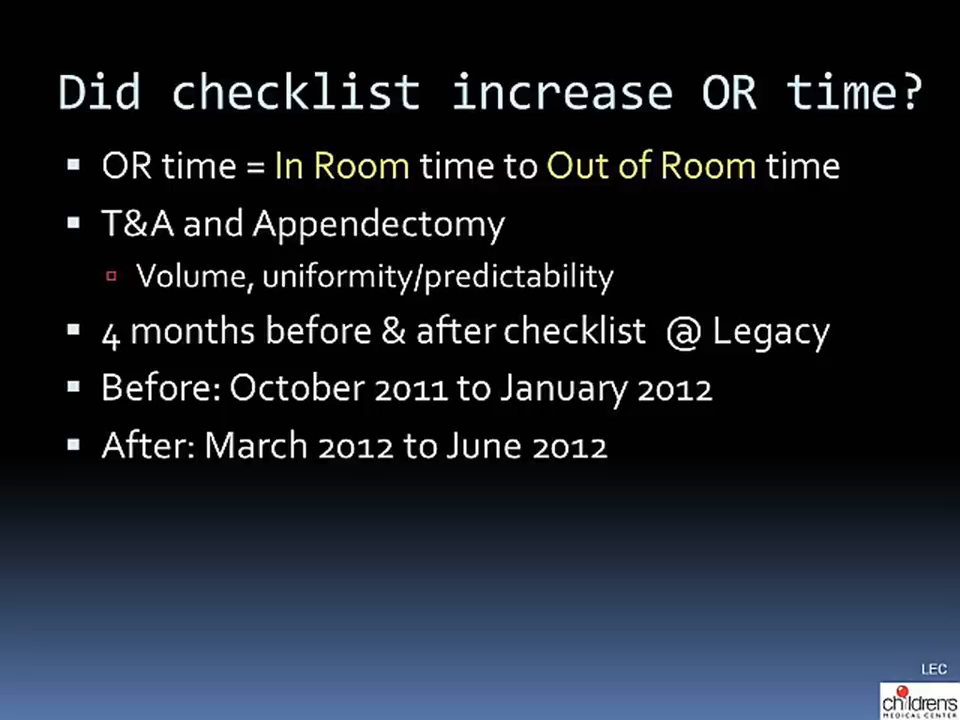 Did checklist increase OR time?
OR time = In Room time to Out of Room time
T&A and Appendectomy
Volume, uniformity/predictability
4 months before & after checklist @ Legacy
Before: October 2011 to January 2012
After: March 2012 to June 2012
LEC
childrens
MEDICAL CENTER